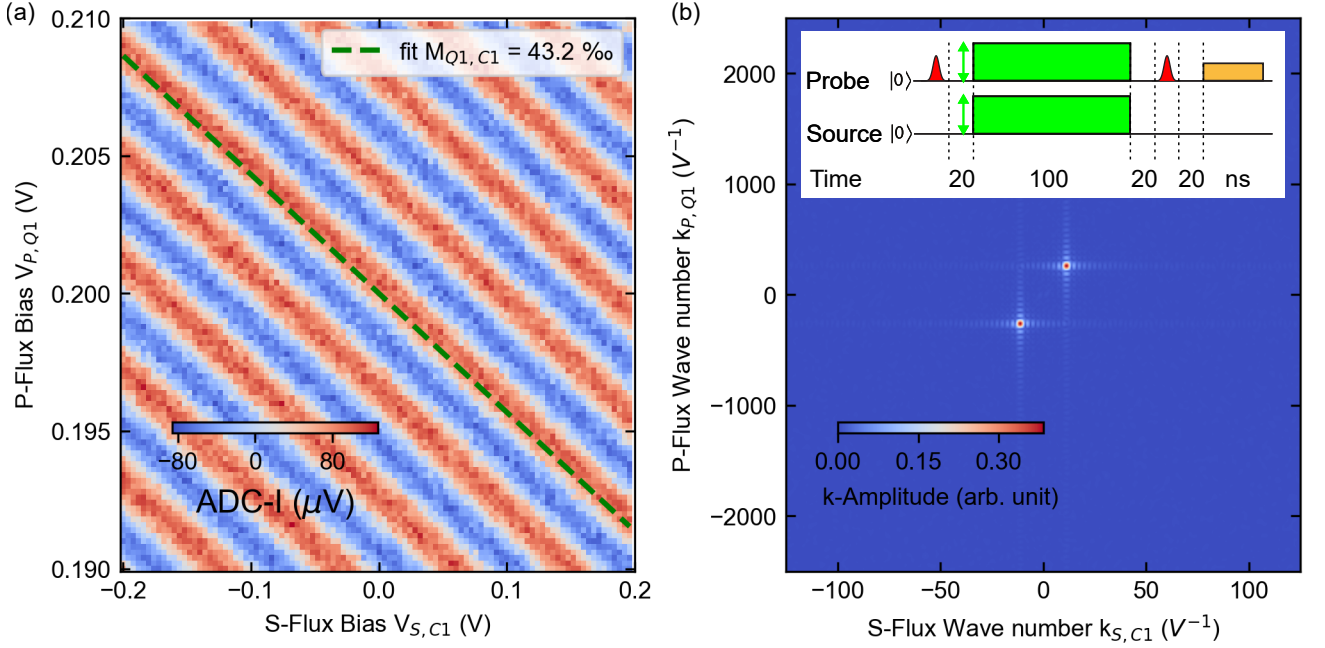 (a)
0.210
0.205
0.200
0.195
0.190
P-Flux Bias V_{P,Q1} (V)
fit M_{Q1,C1} = 43.2 ‰
−80 0 80
ADC-I (μV)
−0.2 −0.1 0.0 0.1 0.2
S-Flux Bias V_{S,C1} (V)
(b)
2000
1000
0
−1000
−2000
P-Flux Wave number k_{P,Q1} (V⁻¹)
Probe |0⟩
Source |0⟩
Time 20 100 20 20 ns
0.00 0.15 0.30
k-Amplitude (arb. unit)
−100 −50 0 50 100
S-Flux Wave number k_{S,C1} (V⁻¹)